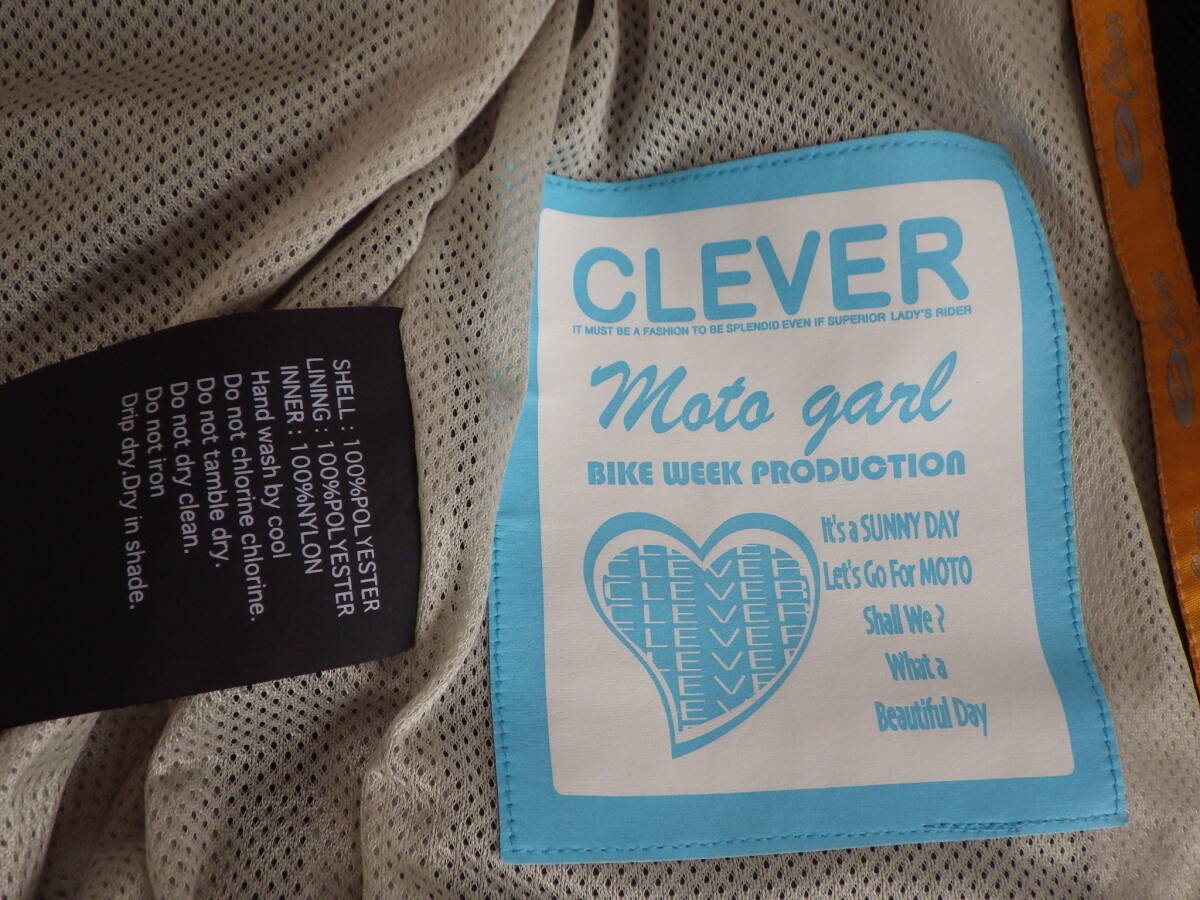 CLEVER
IT MUST BE A FASHION TO BE SPLENDID EVEN IF SUPERIOR LADY'S RIDER
Moto garl
BIKE WEEK PRODUCTION
It's a SUNNY DAY
Let's Go For MOTO
Shall We ?
What a
Beautiful Day
CLEVER
CLEVER
CLEVER
SHELL : 100%POLYESTER
LINING : 100%POLYESTER
INNER : 100%NYLON
Hand wash by cool
Do not chlorine chlorine.
Do not tamble dry.
Do not dry clean.
Do not iron
Drip dry.Dry in shade.